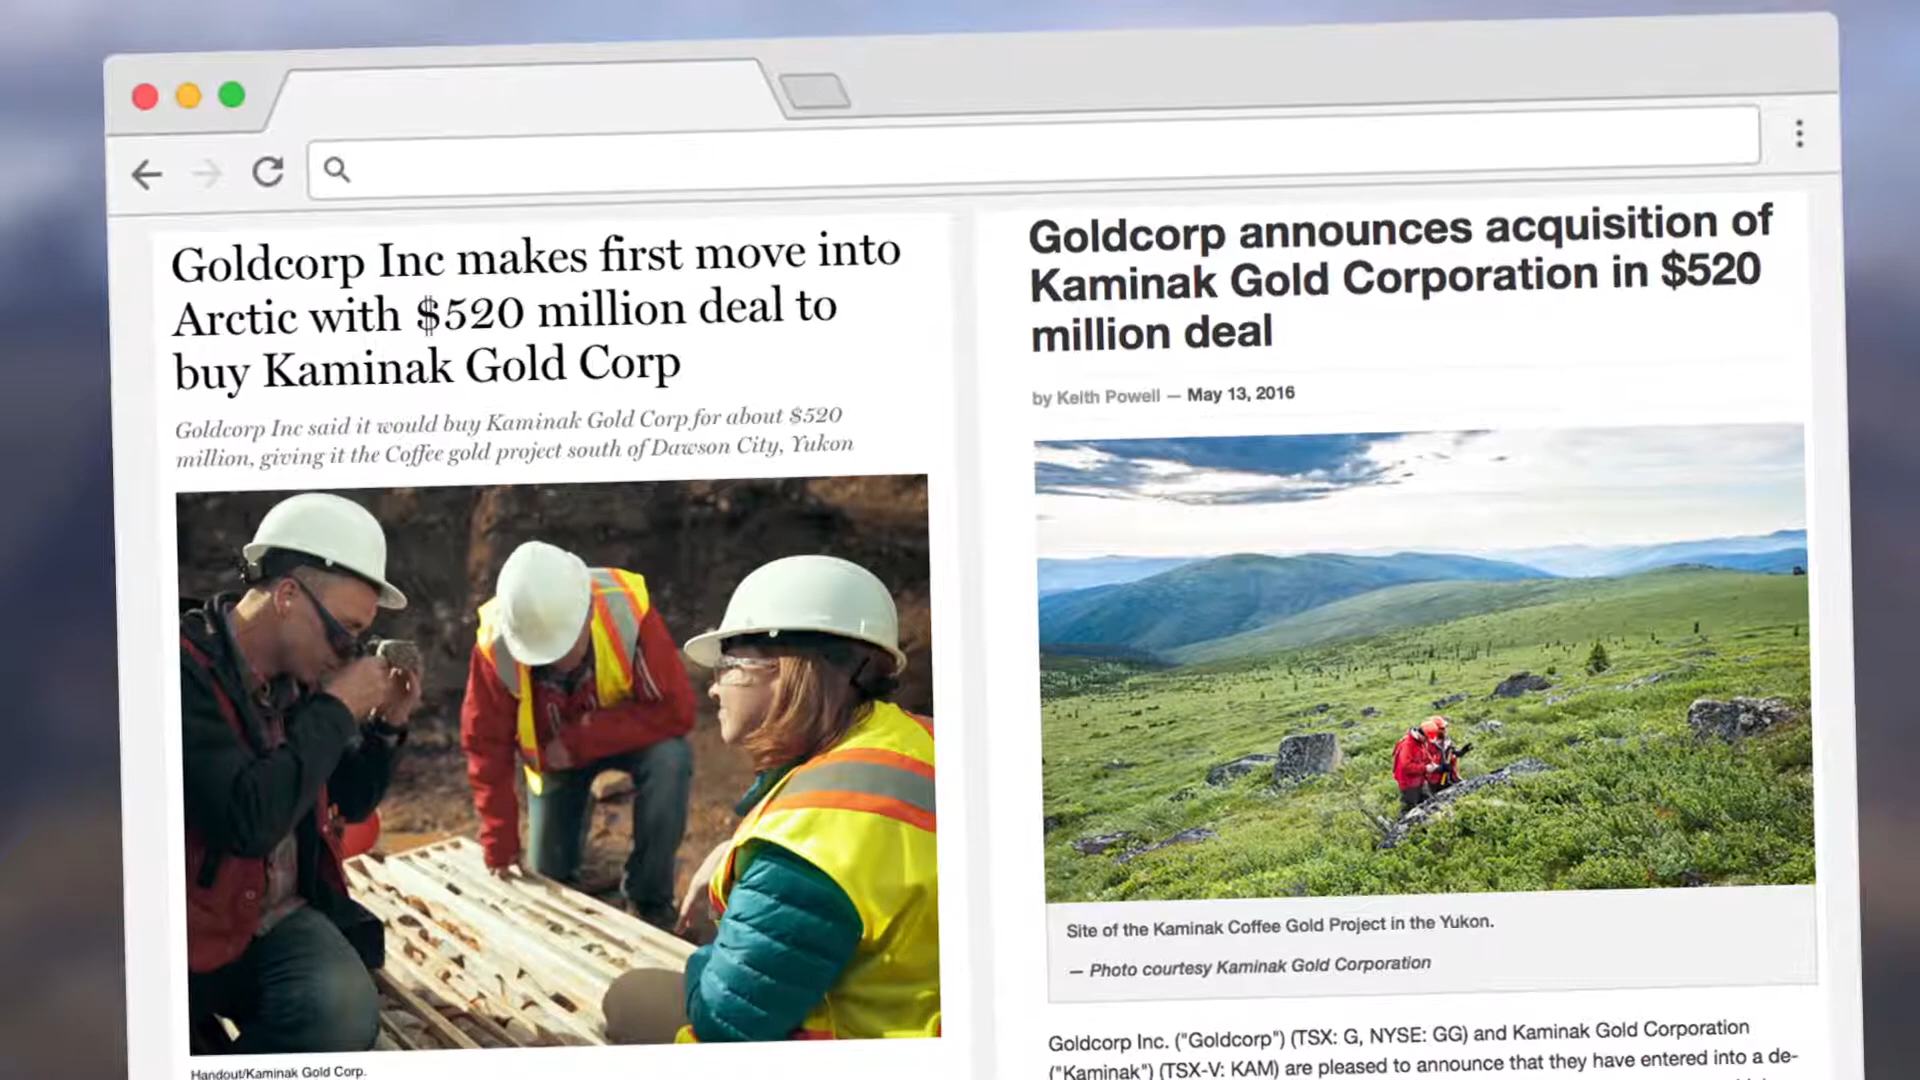 Goldcorp Inc makes first move into
Arctic with $520 million deal to
buy Kaminak Gold Corp
Goldcorp Inc said it would buy Kaminak Gold Corp for about $520
million, giving it the Coffee gold project south of Dawson City, Yukon
Handout/Kaminak Gold Corp.
Goldcorp announces acquisition of
Kaminak Gold Corporation in $520
million deal
by Keith Powell — May 13, 2016
Site of the Kaminak Coffee Gold Project in the Yukon.
— Photo courtesy Kaminak Gold Corporation
Goldcorp Inc. ("Goldcorp") (TSX: G, NYSE: GG) and Kaminak Gold Corporation
("Kaminak") (TSX-V: KAM) are pleased to announce that they have entered into a de-